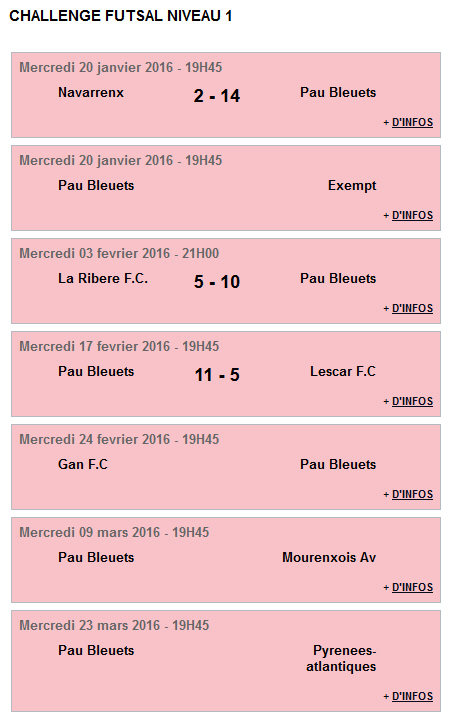 CHALLENGE FUTSAL NIVEAU 1
Mercredi 20 janvier 2016 - 19H45
Navarrenx 2 - 14 Pau Bleuets
+ D'INFOS
Mercredi 20 janvier 2016 - 19H45
Pau Bleuets Exempt
+ D'INFOS
Mercredi 03 fevrier 2016 - 21H00
La Ribere F.C. 5 - 10 Pau Bleuets
+ D'INFOS
Mercredi 17 fevrier 2016 - 19H45
Pau Bleuets 11 - 5 Lescar F.C
+ D'INFOS
Mercredi 24 fevrier 2016 - 19H45
Gan F.C Pau Bleuets
+ D'INFOS
Mercredi 09 mars 2016 - 19H45
Pau Bleuets Mourenxois Av
+ D'INFOS
Mercredi 23 mars 2016 - 19H45
Pau Bleuets Pyrenees-
atlantiques
+ D'INFOS